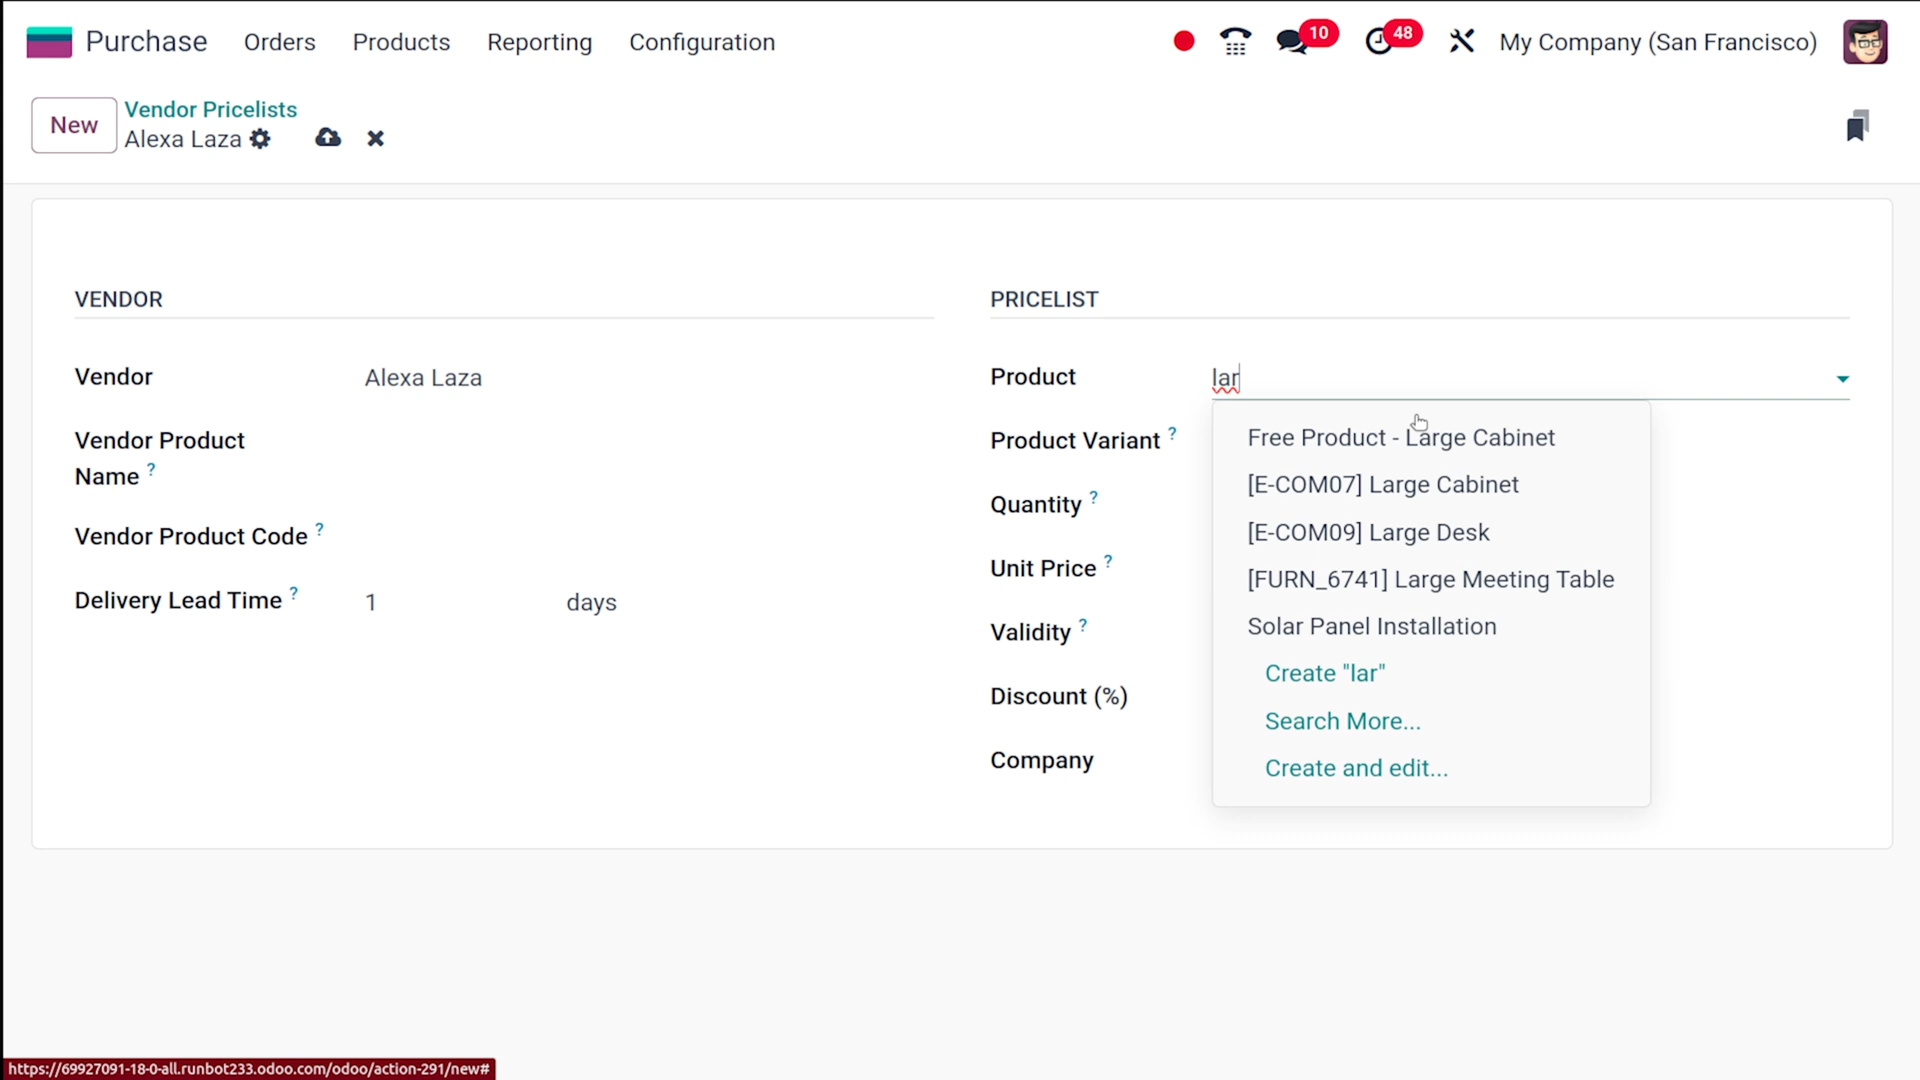 Purchase Orders Products Reporting Configuration 10 48 My Company (San Francisco)
New Vendor Pricelists
Alexa Laza
VENDOR
Vendor Alexa Laza
Vendor Product
Name ?
Vendor Product Code ?
Delivery Lead Time ? 1 days
PRICELIST
Product lar
Product Variant ?
Quantity ?
Unit Price ?
Validity ?
Discount (%)
Company
Free Product - Large Cabinet
[E-COM07] Large Cabinet
[E-COM09] Large Desk
[FURN_6741] Large Meeting Table
Solar Panel Installation
Create "lar"
Search More...
Create and edit...
https://69927091-18-0-all.runbot233.odoo.com/odoo/action-291/new#